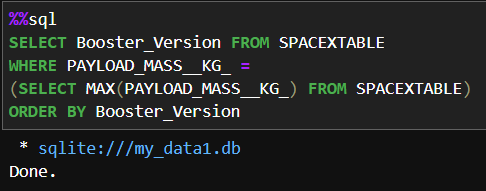 %%sql
SELECT Booster_Version FROM SPACEXTABLE
WHERE PAYLOAD_MASS__KG_ =
(SELECT MAX(PAYLOAD_MASS__KG_) FROM SPACEXTABLE)
ORDER BY Booster_Version
* sqlite:///my_data1.db
Done.